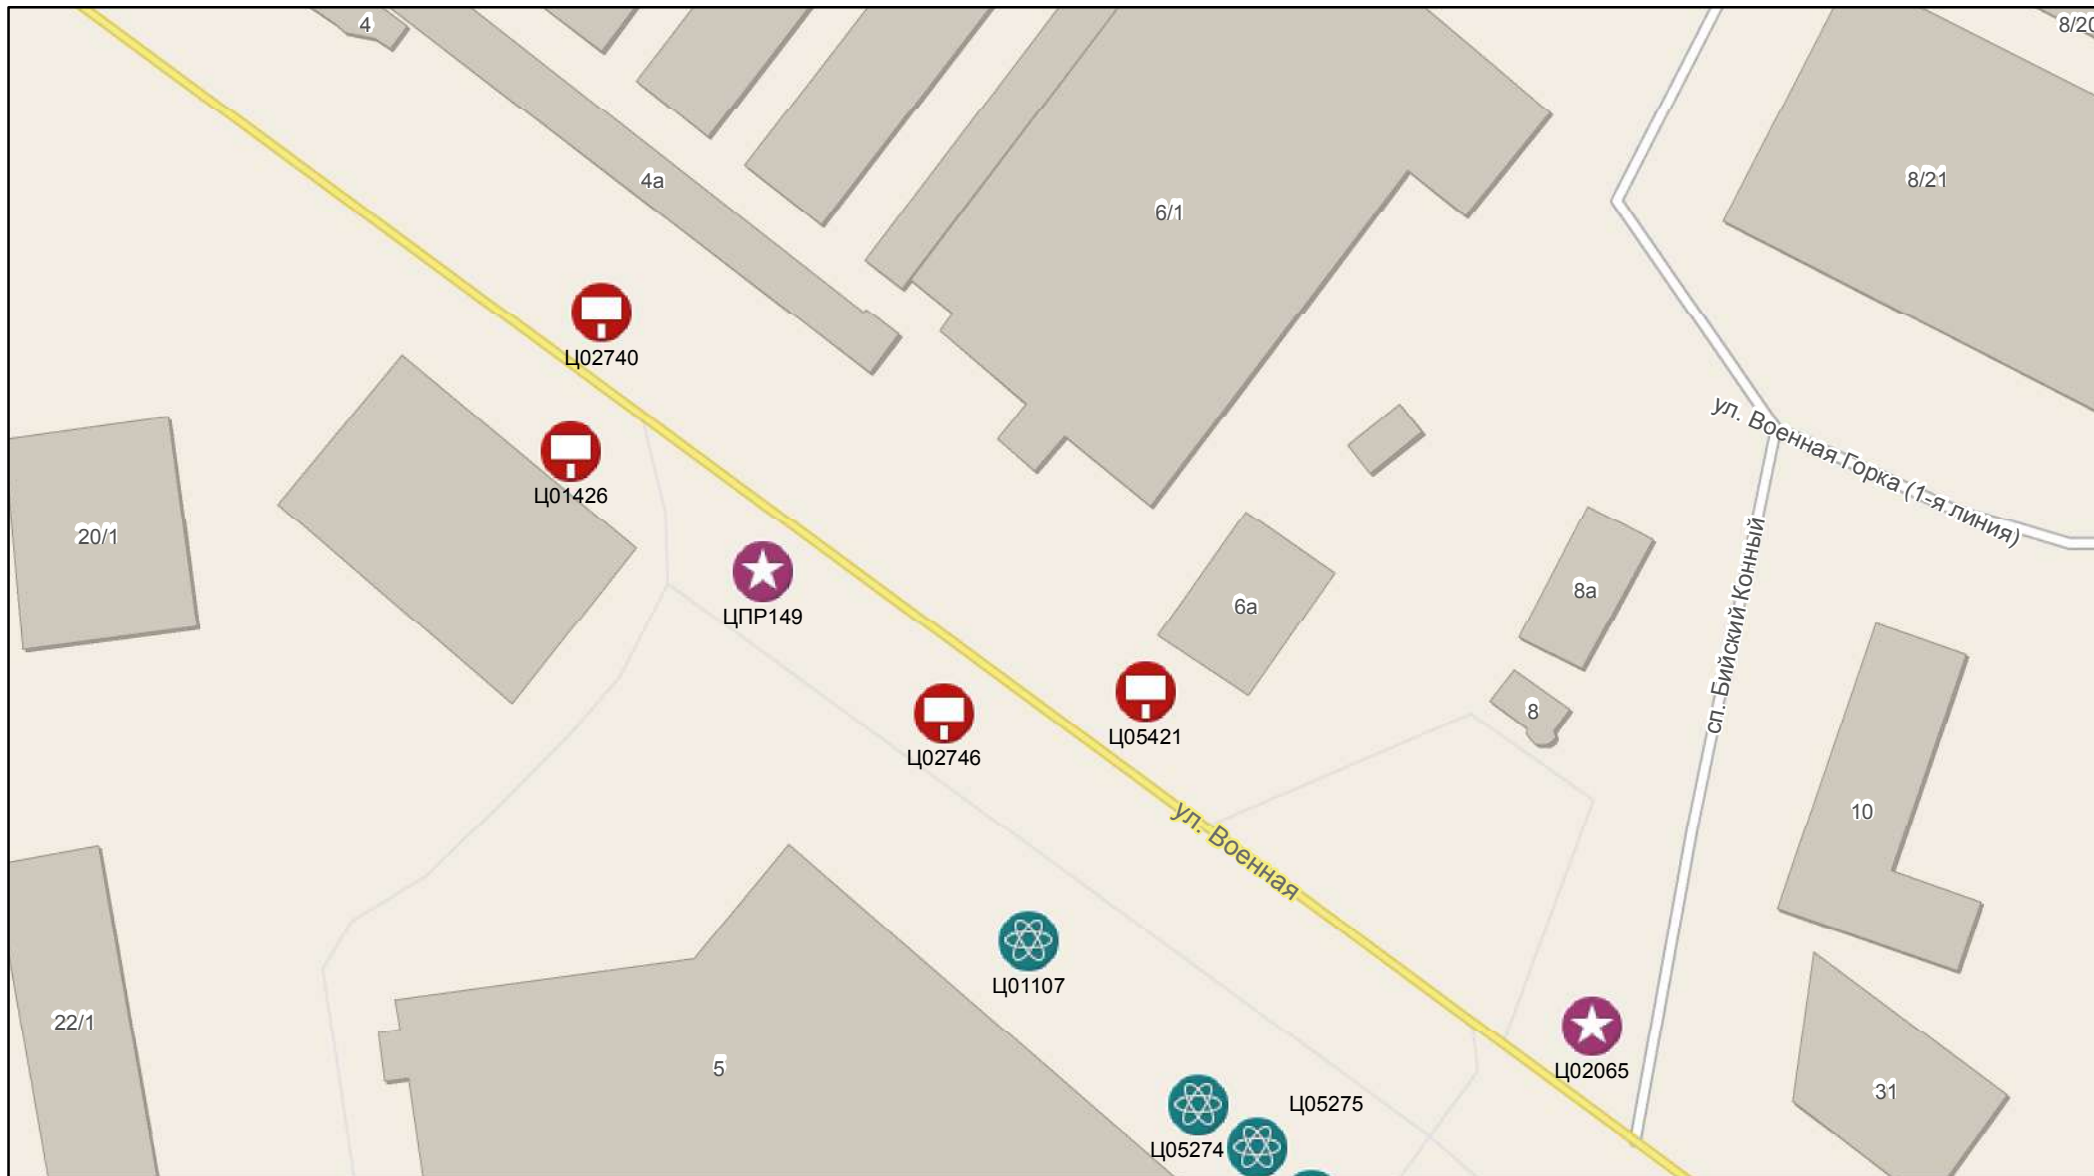 4
8/20
4а
8/21
6/1
Ц02740
ул. Военная Горка (1-я линия)
Ц01426
20/1
сп. Бийский Конный
8а
6а
ЦПР149
8
Ц05421
Ц02746
10
ул. Военная
Ц01107
22/1
5
Ц02065
31
Ц05275
Ц05274